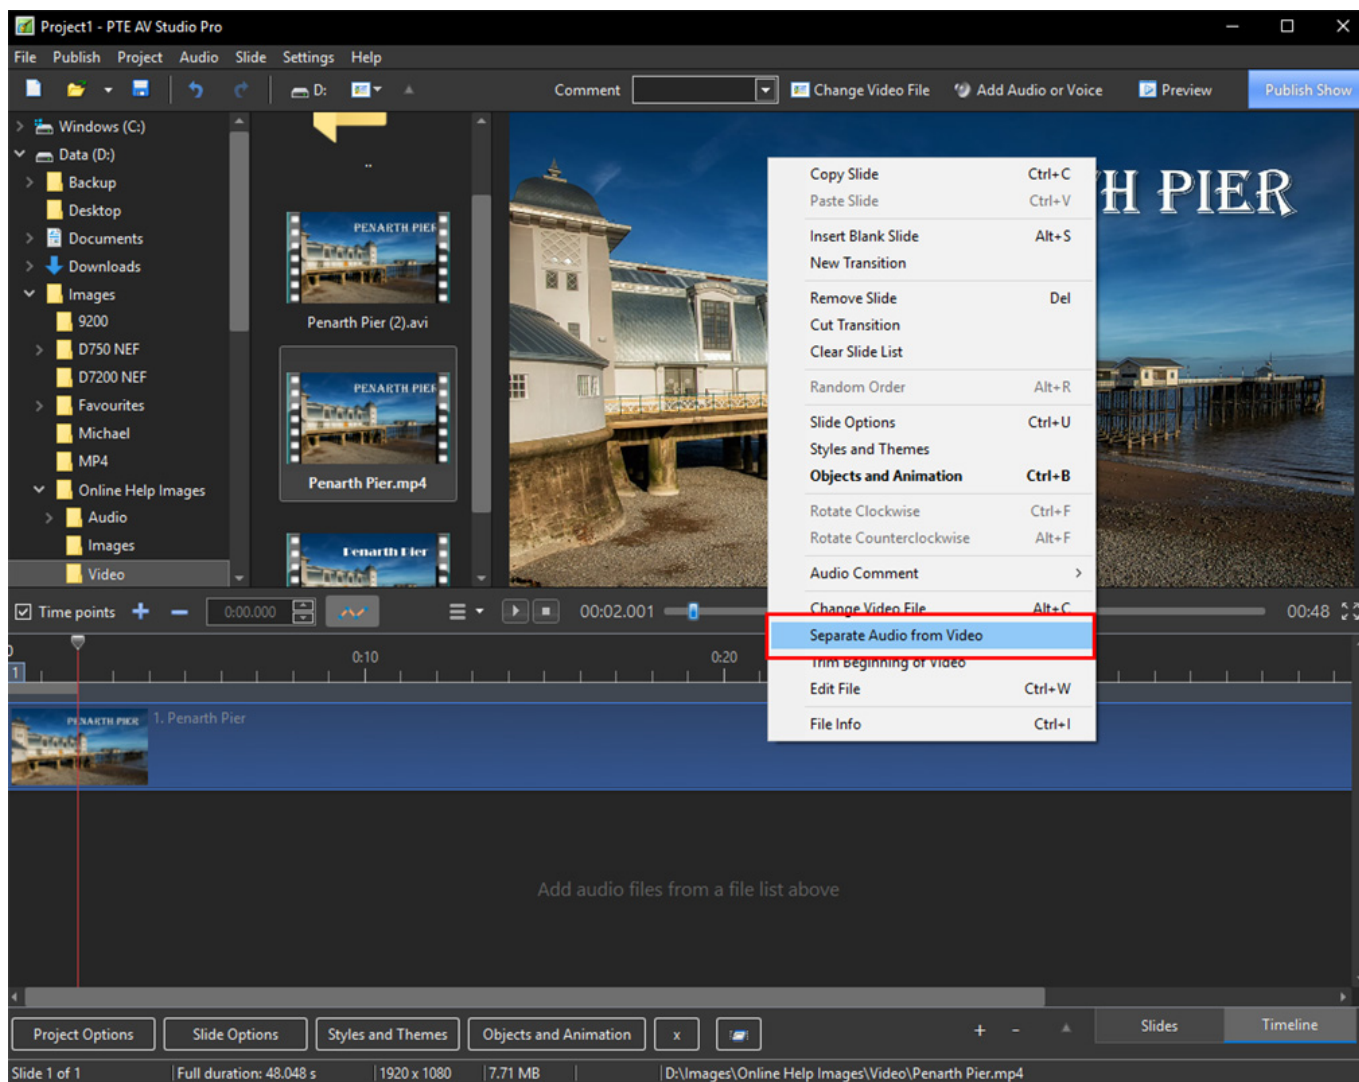 Project1 - PTE AV Studio Pro
File Publish Project Audio Slide Settings Help
D: Comment Change Video File Add Audio or Voice Preview Publish Show
Windows (C:)
Data (D:)
Backup
Desktop
Documents
Downloads
Images
9200
D750 NEF
D7200 NEF
Favourites
Michael
MP4
Online Help Images
Audio
Images
Video
..
PENARTH PIER
Penarth Pier (2).avi
PENARTH PIER
Penarth Pier.mp4
Penarth Pier
TH PIER
Copy Slide Ctrl+C
Paste Slide Ctrl+V
Insert Blank Slide Alt+S
New Transition
Remove Slide Del
Cut Transition
Clear Slide List
Random Order Alt+R
Slide Options Ctrl+U
Styles and Themes
Objects and Animation Ctrl+B
Rotate Clockwise Ctrl+F
Rotate Counterclockwise Alt+F
Audio Comment
Change Video File Alt+C
Separate Audio from Video
Trim Beginning of Video
Edit File Ctrl+W
File Info Ctrl+I
Time points 0:00.000 00:02.001 00:48
0:10 0:20
1
PENARTH PIER 1. Penarth Pier
Add audio files from a file list above
Project Options Slide Options Styles and Themes Objects and Animation x + - Slides Timeline
Slide 1 of 1 Full duration: 48.048 s 1920 x 1080 7.71 MB D:\Images\Online Help Images\Video\Penarth Pier.mp4